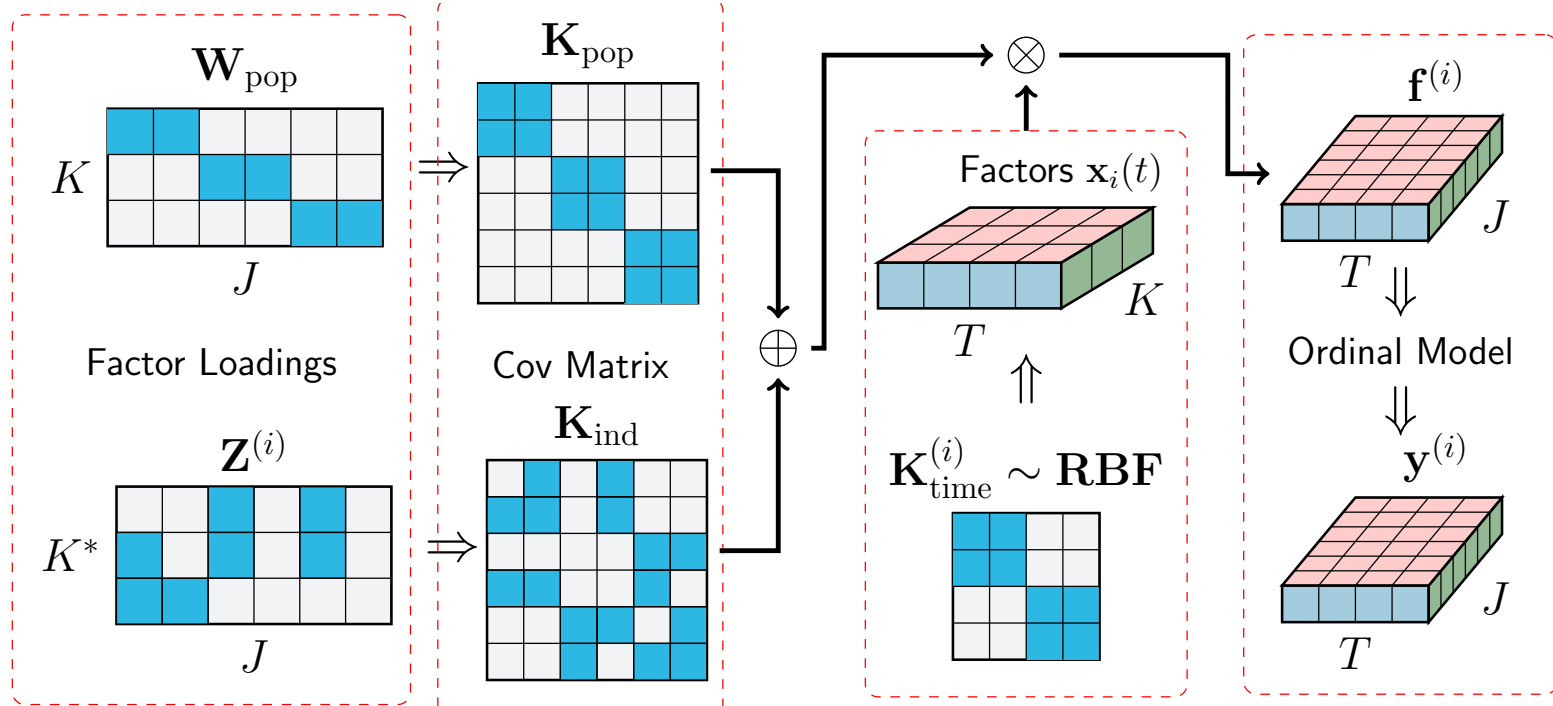 W_pop
K
J
Factor Loadings
Z^(i)
K*
J
K_pop
Cov Matrix
K_ind
⊕
⊗
Factors x_i(t)
K
T
K_time^(i) ∼ RBF
f^(i)
J
T
Ordinal Model
y^(i)
J
T